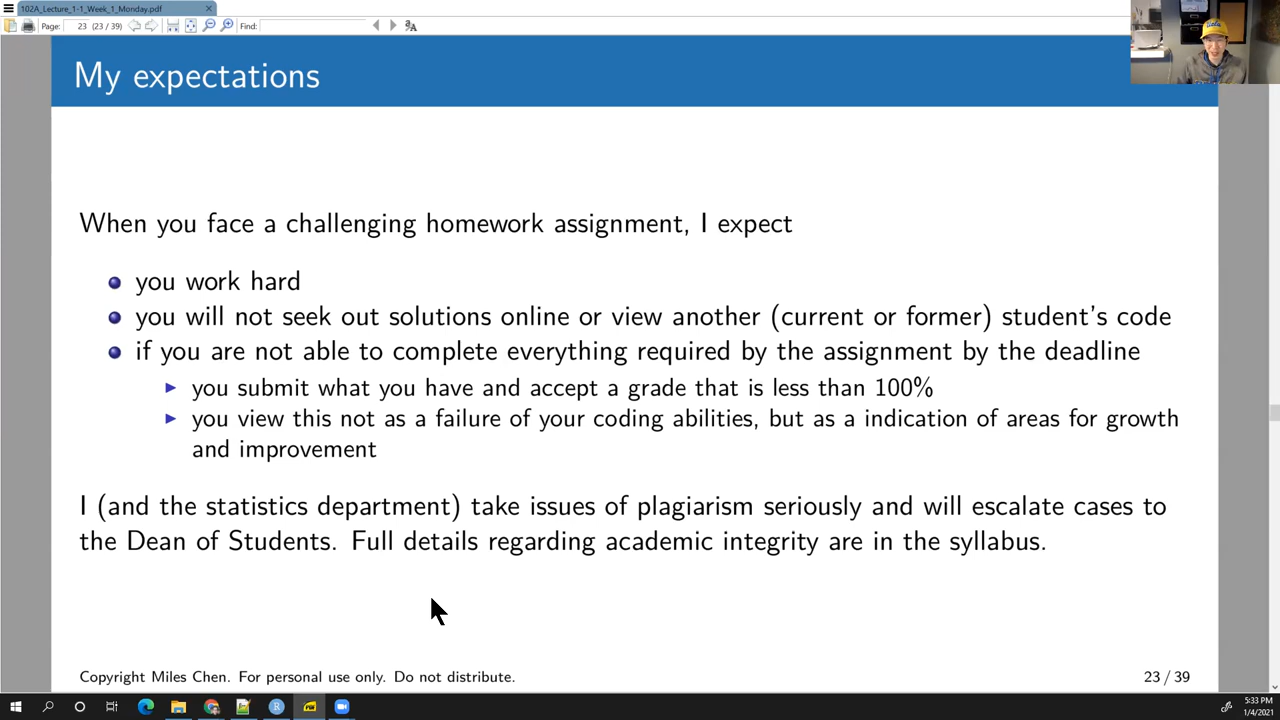 102A_Lecture_1-1_Week_1_Monday.pdf
Page: 23 (23 / 39) Find:
My expectations
When you face a challenging homework assignment, I expect
you work hard
you will not seek out solutions online or view another (current or former) student's code
if you are not able to complete everything required by the assignment by the deadline
you submit what you have and accept a grade that is less than 100%
you view this not as a failure of your coding abilities, but as a indication of areas for growth
and improvement
I (and the statistics department) take issues of plagiarism seriously and will escalate cases to
the Dean of Students. Full details regarding academic integrity are in the syllabus.
Copyright Miles Chen. For personal use only. Do not distribute. 23 / 39
5:33 PM
1/4/2021